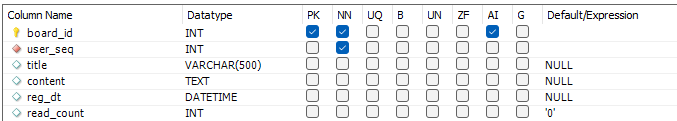 Column Name Datatype PK NN UQ B UN ZF AI G Default/Expression
board_id INT
user_seq INT
title VARCHAR(500) NULL
content TEXT NULL
reg_dt DATETIME NULL
read_count INT '0'